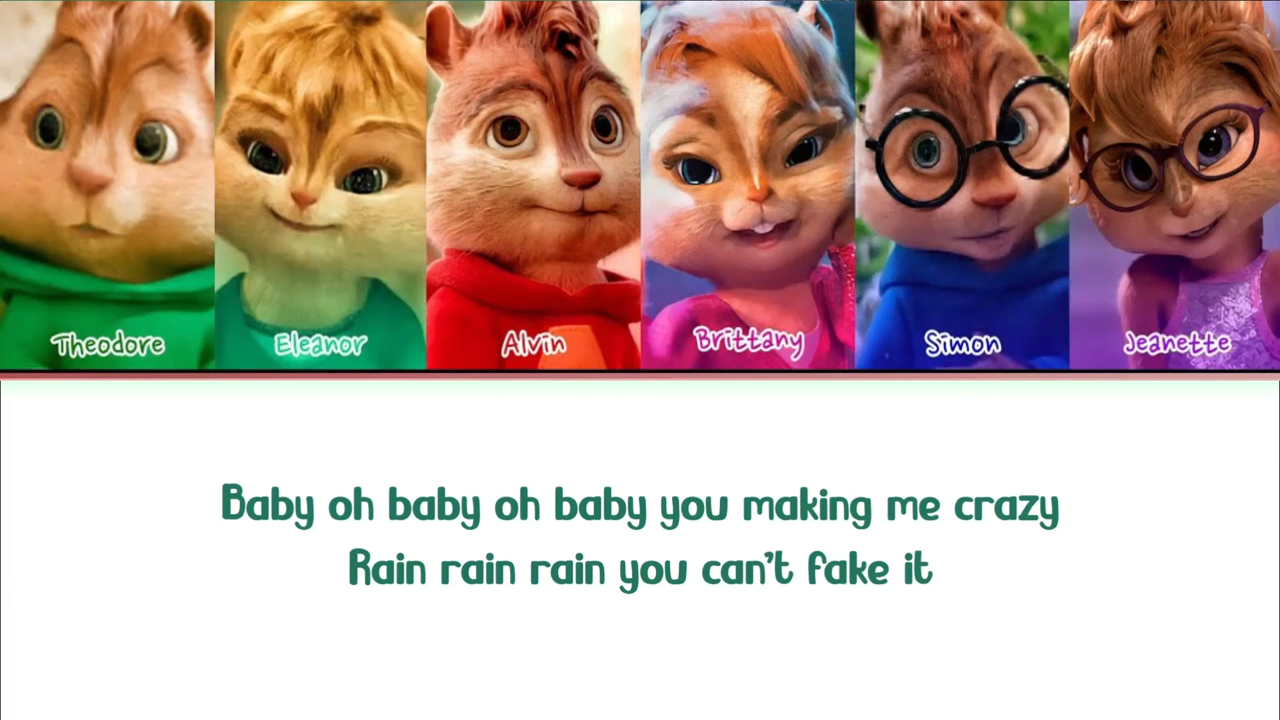 Theodore
Eleanor
Alvin
Brittany
Simon
Jeanette
Baby oh baby oh baby you making me crazy
Rain rain rain you can't fake it